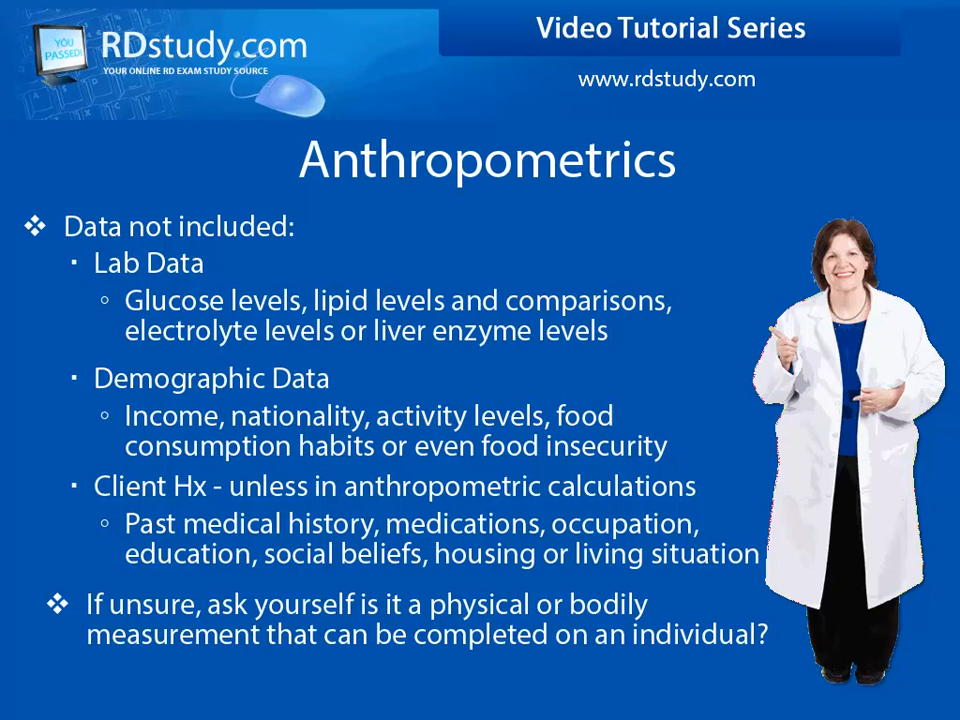 YOU
PASSED!
RDstudy.com
YOUR ONLINE RD EXAM STUDY SOURCE
Video Tutorial Series
www.rdstudy.com
Anthropometrics
❖ Data not included:
▪ Lab Data
◦ Glucose levels, lipid levels and comparisons,
electrolyte levels or liver enzyme levels
▪ Demographic Data
◦ Income, nationality, activity levels, food
consumption habits or even food insecurity
▪ Client Hx - unless in anthropometric calculations
◦ Past medical history, medications, occupation,
education, social beliefs, housing or living situation
❖ If unsure, ask yourself is it a physical or bodily
measurement that can be completed on an individual?